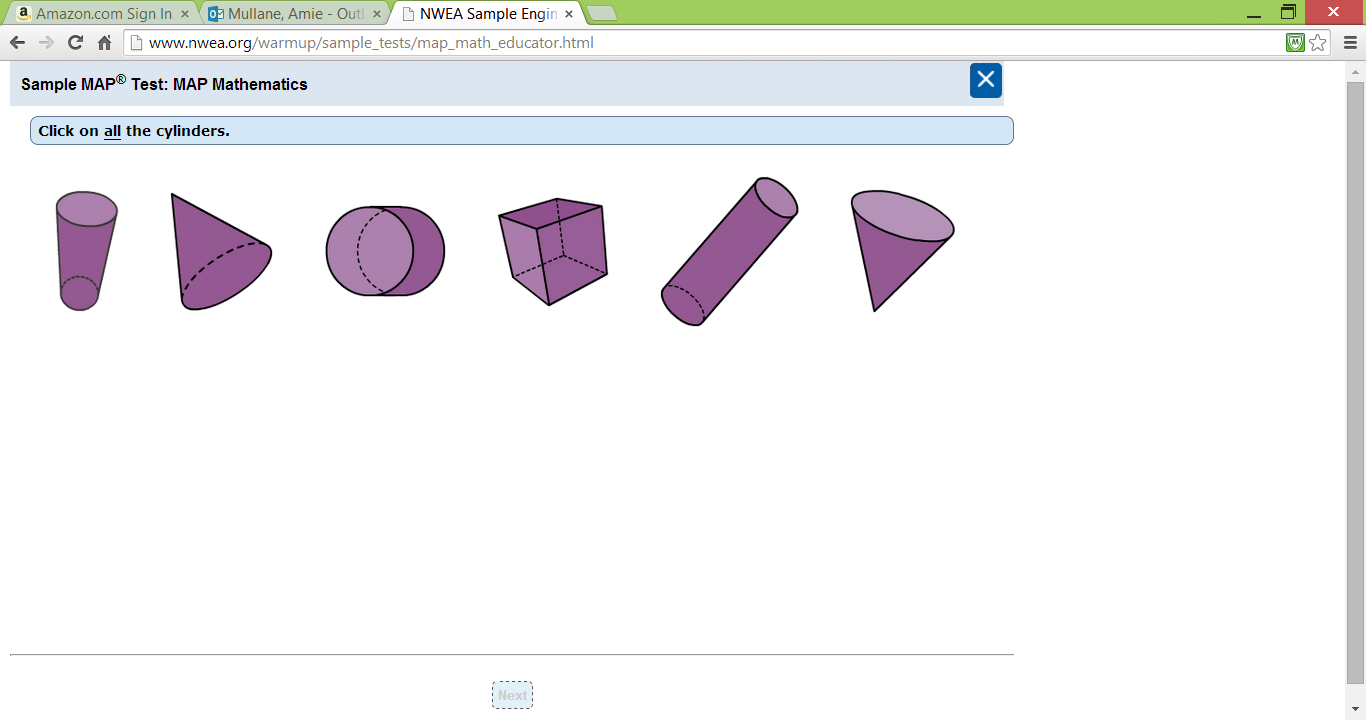 Amazon.com Sign In
Mullane, Amie - Outl
NWEA Sample Engin
www.nwea.org/warmup/sample_tests/map_math_educator.html
Sample MAP® Test: MAP Mathematics
Click on all the cylinders.
Next